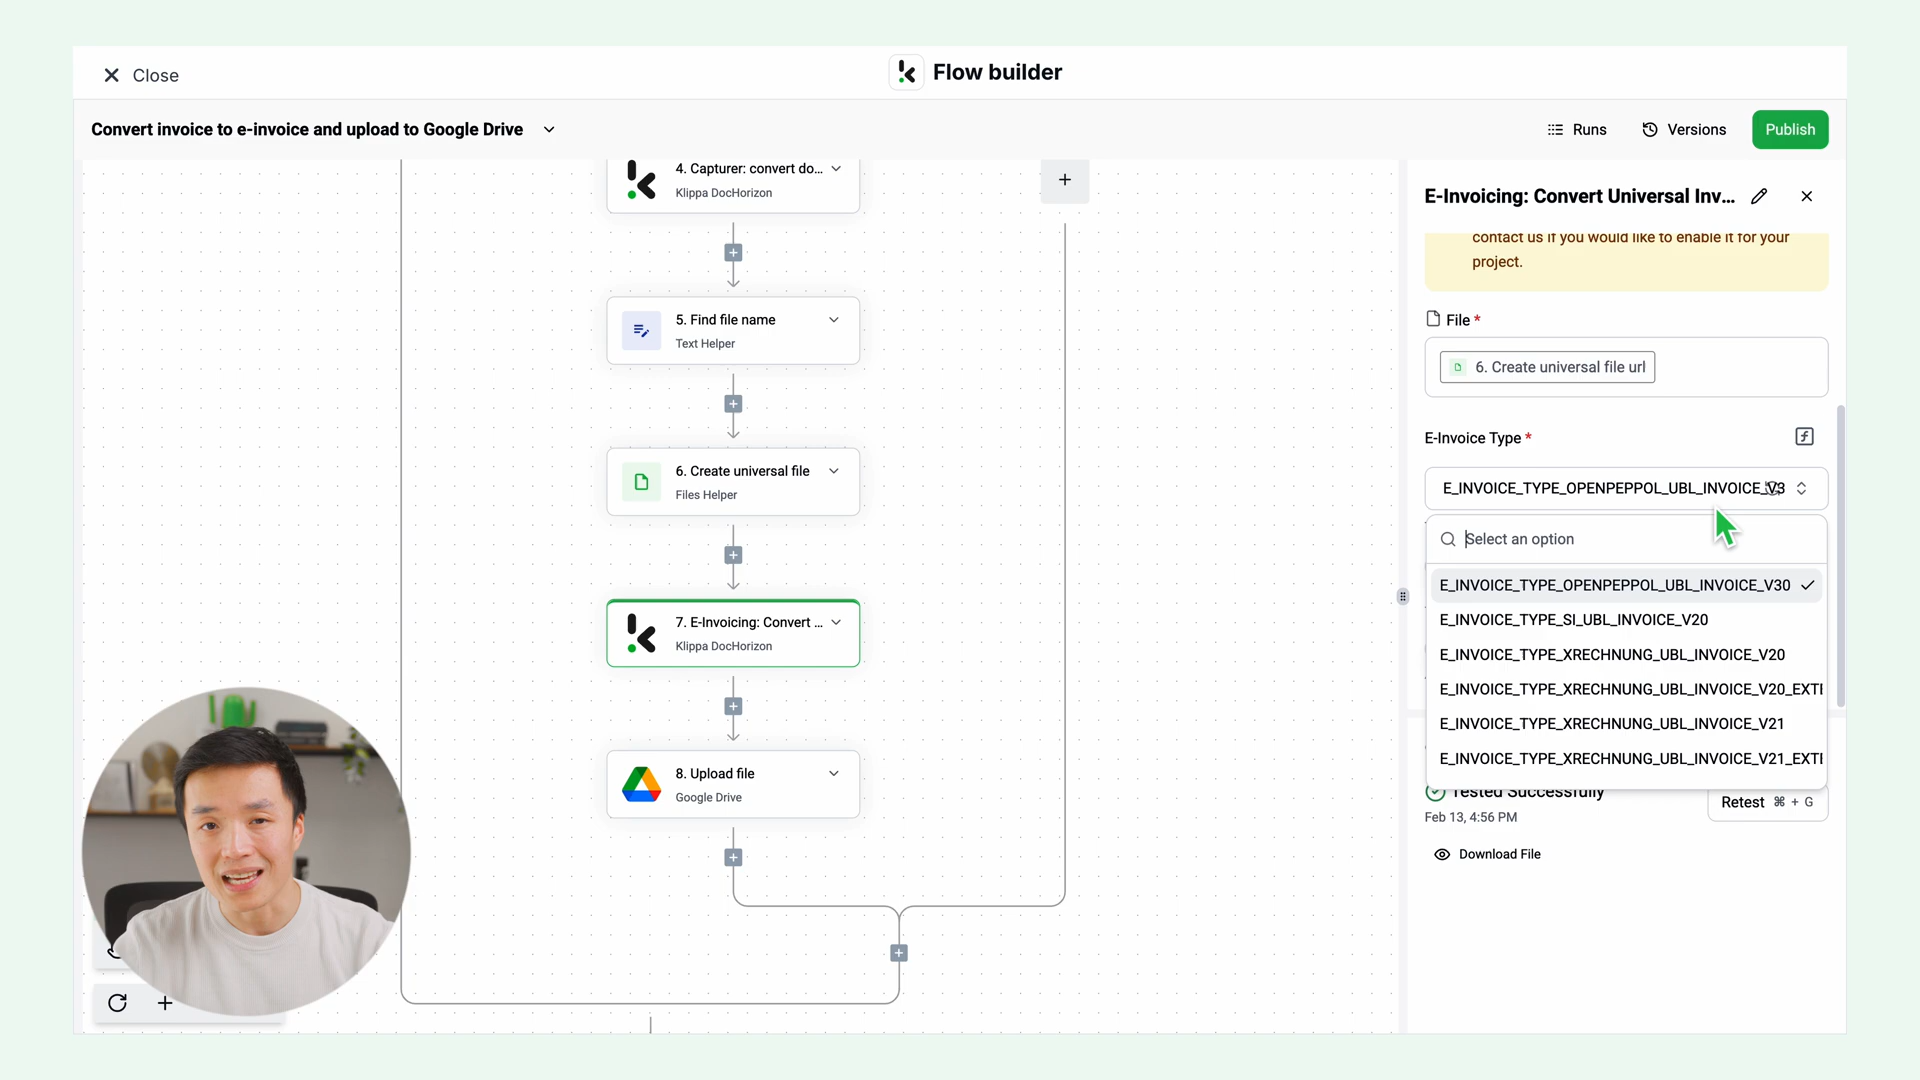 Close
Flow builder
Convert invoice to e-invoice and upload to Google Drive
Runs
Versions
Publish
4. Capturer: convert do...
Klippa DocHorizon
5. Find file name
Text Helper
6. Create universal file
Files Helper
7. E-Invoicing: Convert ...
Klippa DocHorizon
8. Upload file
Google Drive
E-Invoicing: Convert Universal Inv...
contact us if you would like to enable it for your
project.
File *
6. Create universal file url
E-Invoice Type *
E_INVOICE_TYPE_OPENPEPPOL_UBL_INVOICE_V3
Select an option
E_INVOICE_TYPE_OPENPEPPOL_UBL_INVOICE_V30
E_INVOICE_TYPE_SI_UBL_INVOICE_V20
E_INVOICE_TYPE_XRECHNUNG_UBL_INVOICE_V20
E_INVOICE_TYPE_XRECHNUNG_UBL_INVOICE_V20_EXTE
E_INVOICE_TYPE_XRECHNUNG_UBL_INVOICE_V21
E_INVOICE_TYPE_XRECHNUNG_UBL_INVOICE_V21_EXTE
Tested Successfully
Feb 13, 4:56 PM
Retest ⌘ + G
Download File